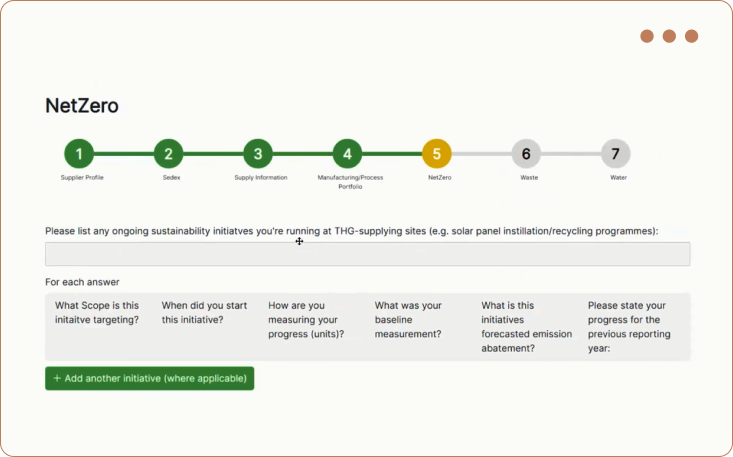 NetZero
1 2 3 4 5 6 7
Supplier Profile Sedex Supply Information Manufacturing/Process NetZero Waste Water
Portfolio
Please list any ongoing sustainability initiatves you're running at THG-supplying sites (e.g. solar panel instillation/recycling programmes):
For each answer
What Scope is this
initaitve targeting?
When did you start
this initiative?
How are you
measuring your
progress (units)?
What was your
baseline
measurement?
What is this
initiatives
forecasted emission
abatement?
Please state your
progress for the
previous reporting
year:
+ Add another initiative (where applicable)